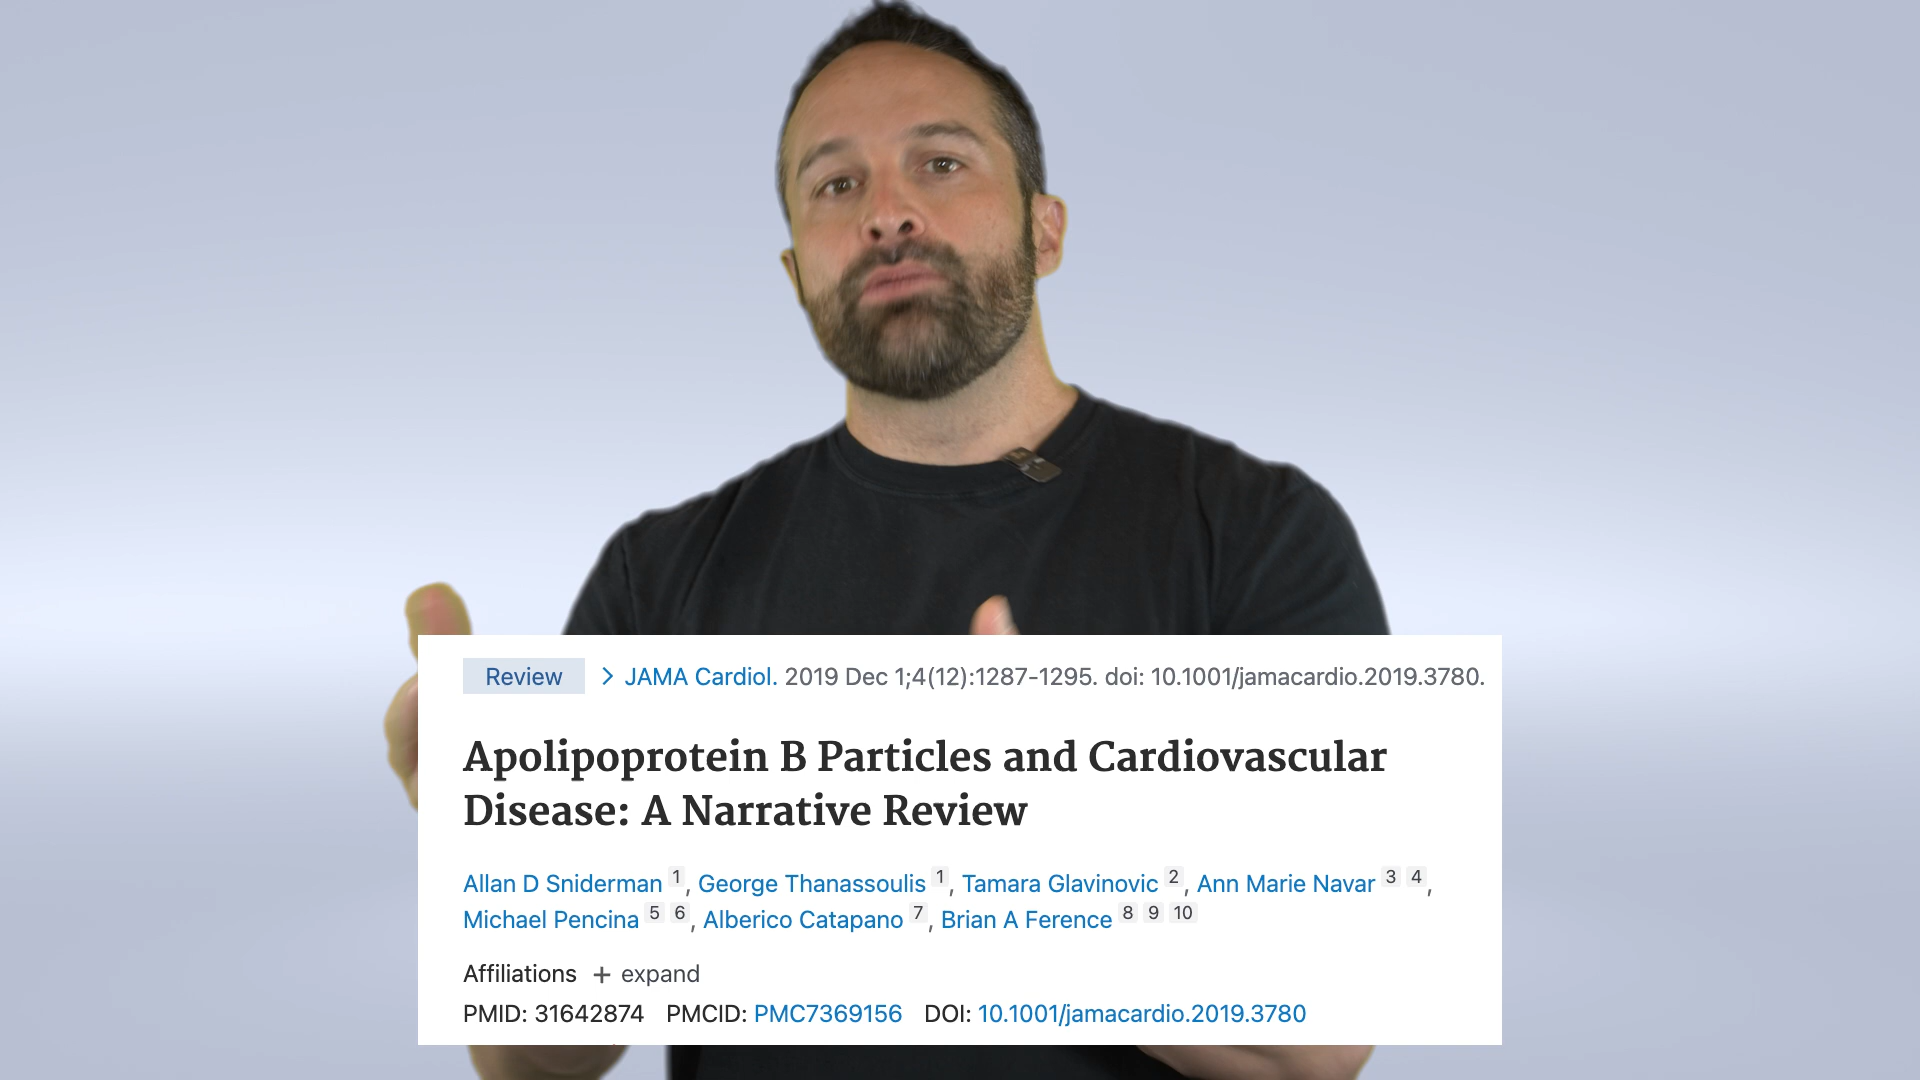 Review > JAMA Cardiol. 2019 Dec 1;4(12):1287-1295. doi: 10.1001/jamacardio.2019.3780.
Apolipoprotein B Particles and Cardiovascular
Disease: A Narrative Review
Allan D Sniderman 1, George Thanassoulis 1, Tamara Glavinovic 2, Ann Marie Navar 3 4,
Michael Pencina 5 6, Alberico Catapano 7, Brian A Ference 8 9 10
Affiliations + expand
PMID: 31642874 PMCID: PMC7369156 DOI: 10.1001/jamacardio.2019.3780